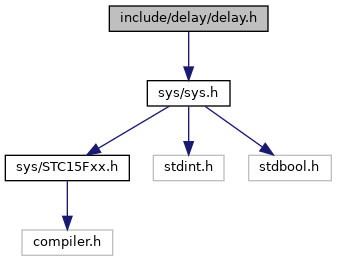 include/delay/delay.h
sys/sys.h
sys/STC15Fxx.h
stdint.h
stdbool.h
compiler.h